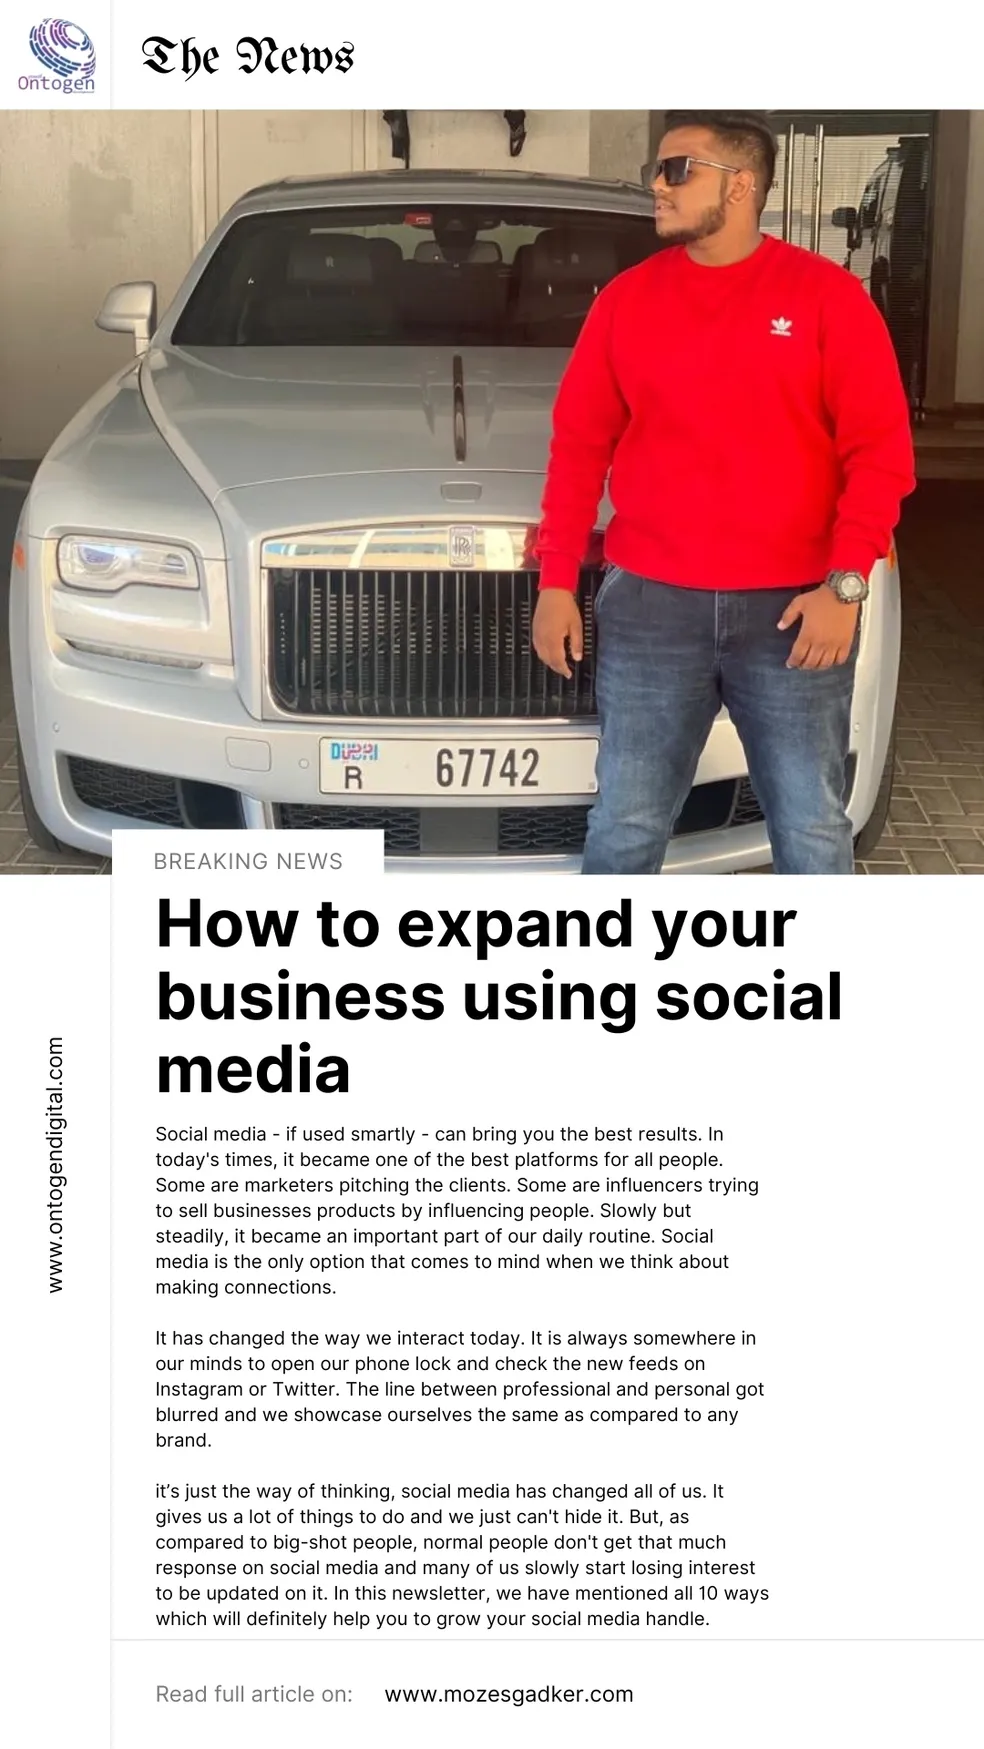 Ontogen
The News
DUBAI
R 67742
BREAKING NEWS
How to expand your
business using social
media
www.ontogendigital.com
Social media - if used smartly - can bring you the best results. In
today's times, it became one of the best platforms for all people.
Some are marketers pitching the clients. Some are influencers trying
to sell businesses products by influencing people. Slowly but
steadily, it became an important part of our daily routine. Social
media is the only option that comes to mind when we think about
making connections.
It has changed the way we interact today. It is always somewhere in
our minds to open our phone lock and check the new feeds on
Instagram or Twitter. The line between professional and personal got
blurred and we showcase ourselves the same as compared to any
brand.
it’s just the way of thinking, social media has changed all of us. It
gives us a lot of things to do and we just can't hide it. But, as
compared to big-shot people, normal people don't get that much
response on social media and many of us slowly start losing interest
to be updated on it. In this newsletter, we have mentioned all 10 ways
which will definitely help you to grow your social media handle.
Read full article on: www.mozesgadker.com